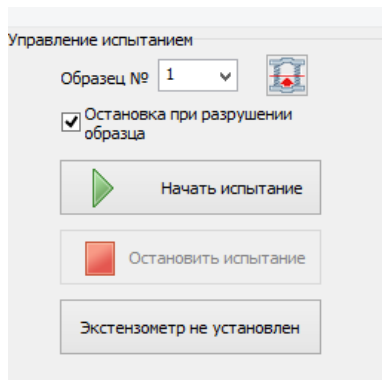 Управление испытанием
Образец № 1
Остановка при разрушении
образца
Начать испытание
Остановить испытание
Экстензометр не установлен